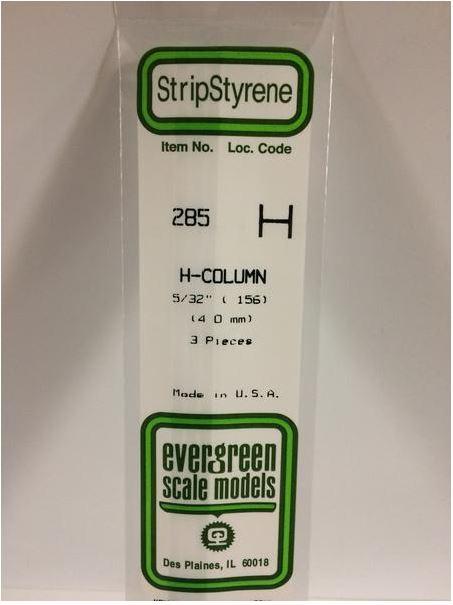 StripStyrene
Item No. Loc. Code
285 H
H-COLUMN
5/32" ( 156)
(4 0 mm)
3 Pieces
Made in U.S.A.
evergreen
scale models
Des Plaines, IL 60018